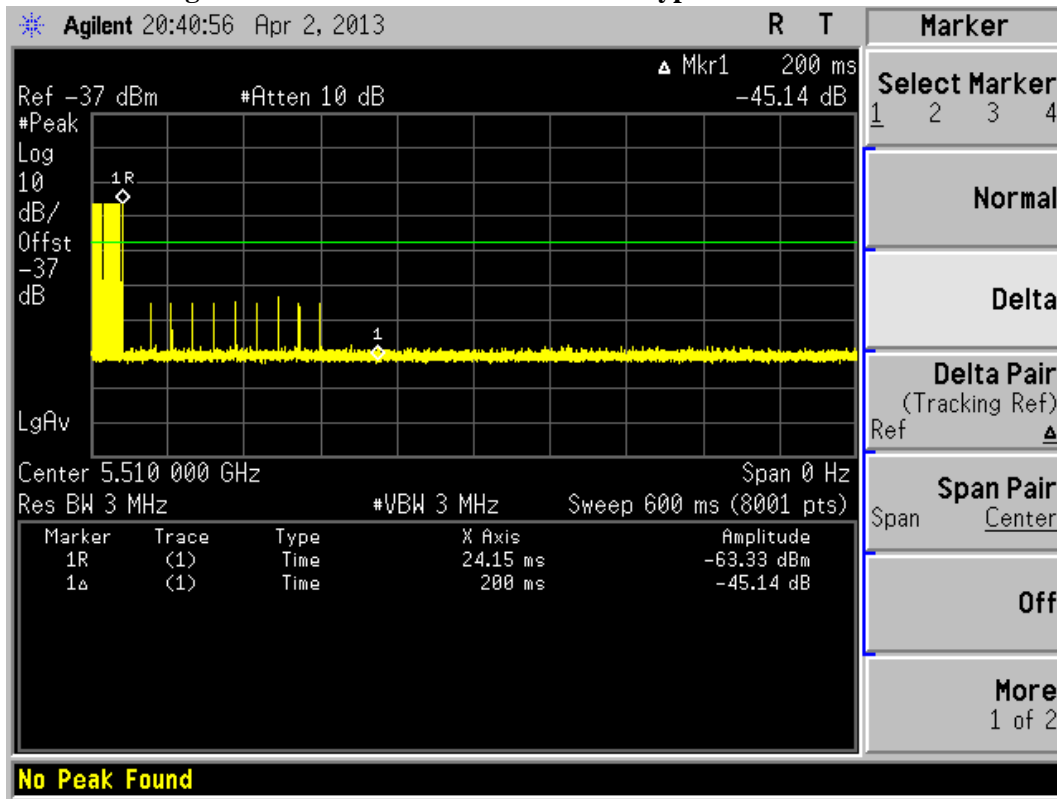 Agilent 20:40:56 Apr 2, 2013 R T
Δ Mkr1 200 ms
Ref -37 dBm #Atten 10 dB -45.14 dB
#Peak
Log
10
dB/
Offst
-37
dB
LgAv
1R
1
Center 5.510 000 GHz Span 0 Hz
Res BW 3 MHz #VBW 3 MHz Sweep 600 ms (8001 pts)
Marker Trace Type X Axis Amplitude
1R (1) Time 24.15 ms -63.33 dBm
1Δ (1) Time 200 ms -45.14 dB
No Peak Found
Marker
Select Marker
1 2 3 4
Normal
Delta
Delta Pair
(Tracking Ref)
Ref Δ
Span Pair
Span Center
Off
More
1 of 2